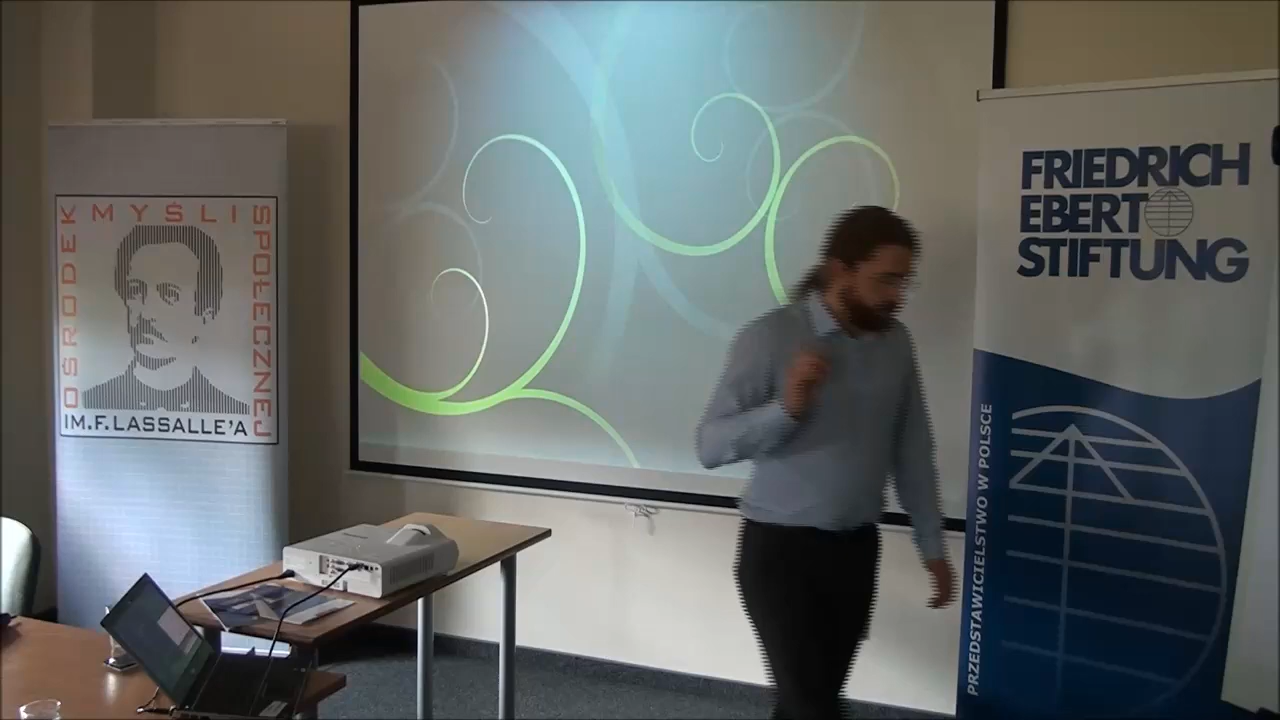 OŚRODEK MYŚLI SPOŁECZNEJ
IM.F.LASSALLE'A
FRIEDRICH
EBERT
STIFTUNG
PRZEDSTAWICIELSTWO W POLSCE